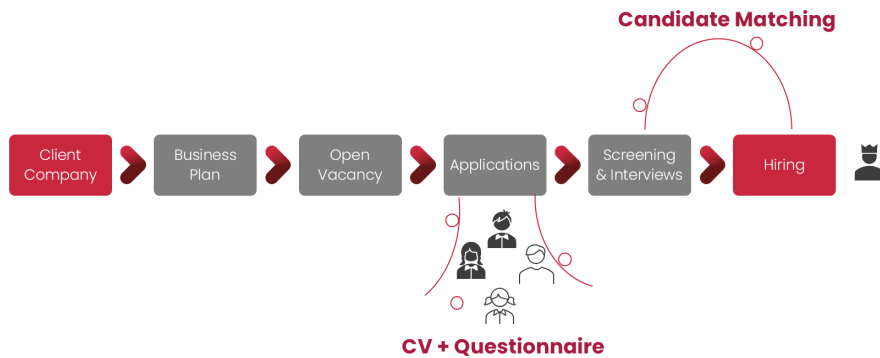 Candidate Matching
Client
Company
Business
Plan
Open
Vacancy
Applications
Screening
& Interviews
Hiring
CV + Questionnaire